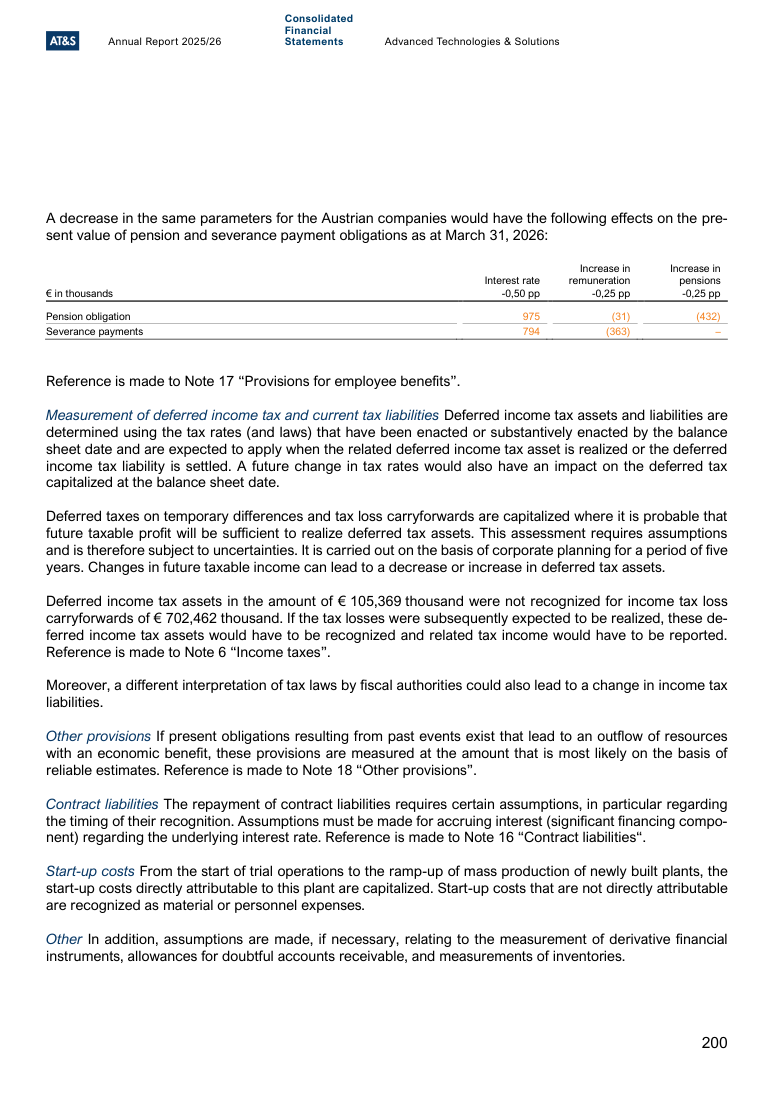 Consolidated
Financial
Statements
AT&S
Annual Report 2025/26
Advanced Technologies & Solutions
A decrease in the same parameters for the Austrian companies would have the following effects on the pre-
sent value of pension and severance payment obligations as at March 31, 2026:
€ in thousands
Interest rate
-0,50 pp
Increase in
remuneration
-0,25 pp
Increase in
pensions
-0,25 pp
Pension obligation 975 (31) (432)
Severance payments 794 (363) –
Reference is made to Note 17 “Provisions for employee benefits”.
Measurement of deferred income tax and current tax liabilities Deferred income tax assets and liabilities are
determined using the tax rates (and laws) that have been enacted or substantively enacted by the balance
sheet date and are expected to apply when the related deferred income tax asset is realized or the deferred
income tax liability is settled. A future change in tax rates would also have an impact on the deferred tax
capitalized at the balance sheet date.
Deferred taxes on temporary differences and tax loss carryforwards are capitalized where it is probable that
future taxable profit will be sufficient to realize deferred tax assets. This assessment requires assumptions
and is therefore subject to uncertainties. It is carried out on the basis of corporate planning for a period of five
years. Changes in future taxable income can lead to a decrease or increase in deferred tax assets.
Deferred income tax assets in the amount of € 105,369 thousand were not recognized for income tax loss
carryforwards of € 702,462 thousand. If the tax losses were subsequently expected to be realized, these de-
ferred income tax assets would have to be recognized and related tax income would have to be reported.
Reference is made to Note 6 “Income taxes”.
Moreover, a different interpretation of tax laws by fiscal authorities could also lead to a change in income tax
liabilities.
Other provisions If present obligations resulting from past events exist that lead to an outflow of resources
with an economic benefit, these provisions are measured at the amount that is most likely on the basis of
reliable estimates. Reference is made to Note 18 “Other provisions”.
Contract liabilities The repayment of contract liabilities requires certain assumptions, in particular regarding
the timing of their recognition. Assumptions must be made for accruing interest (significant financing compo-
nent) regarding the underlying interest rate. Reference is made to Note 16 “Contract liabilities“.
Start-up costs From the start of trial operations to the ramp-up of mass production of newly built plants, the
start-up costs directly attributable to this plant are capitalized. Start-up costs that are not directly attributable
are recognized as material or personnel expenses.
Other In addition, assumptions are made, if necessary, relating to the measurement of derivative financial
instruments, allowances for doubtful accounts receivable, and measurements of inventories.
200